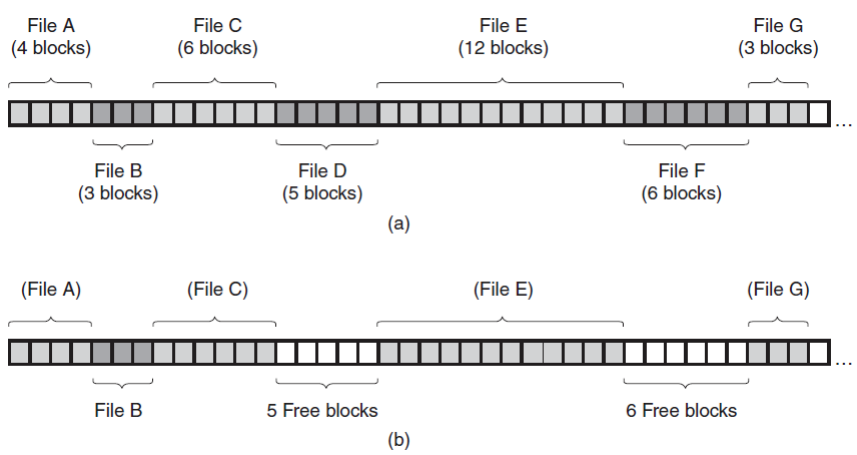 File A
(4 blocks)
File C
(6 blocks)
File E
(12 blocks)
File G
(3 blocks)
...
File B
(3 blocks)
File D
(5 blocks)
File F
(6 blocks)
(a)
(File A)
(File C)
(File E)
(File G)
...
File B
5 Free blocks
6 Free blocks
(b)